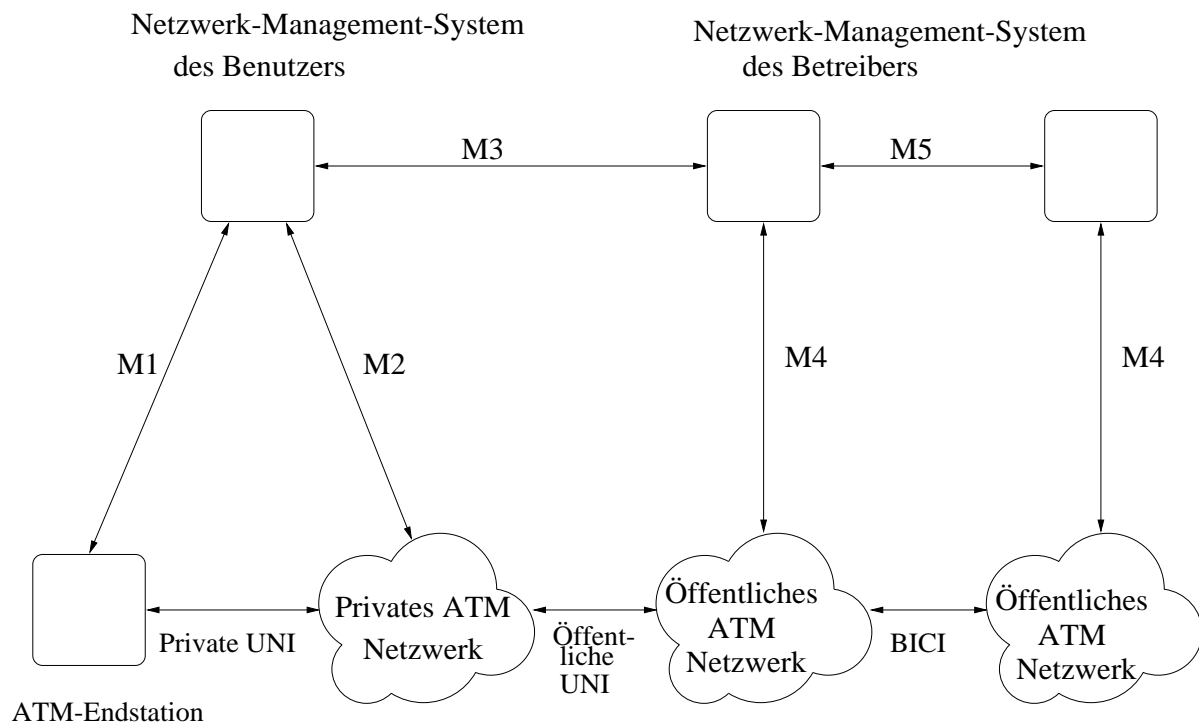 Netzwerk-Management-System
des Benutzers
Netzwerk-Management-System
des Betreibers
M3
M5
M1
M2
M4
M4
Privates ATM
Netzwerk
Öffentliches
ATM
Netzwerk
Öffentliches
ATM
Netzwerk
Private UNI
Öffent-
liche
UNI
BICI
ATM-Endstation